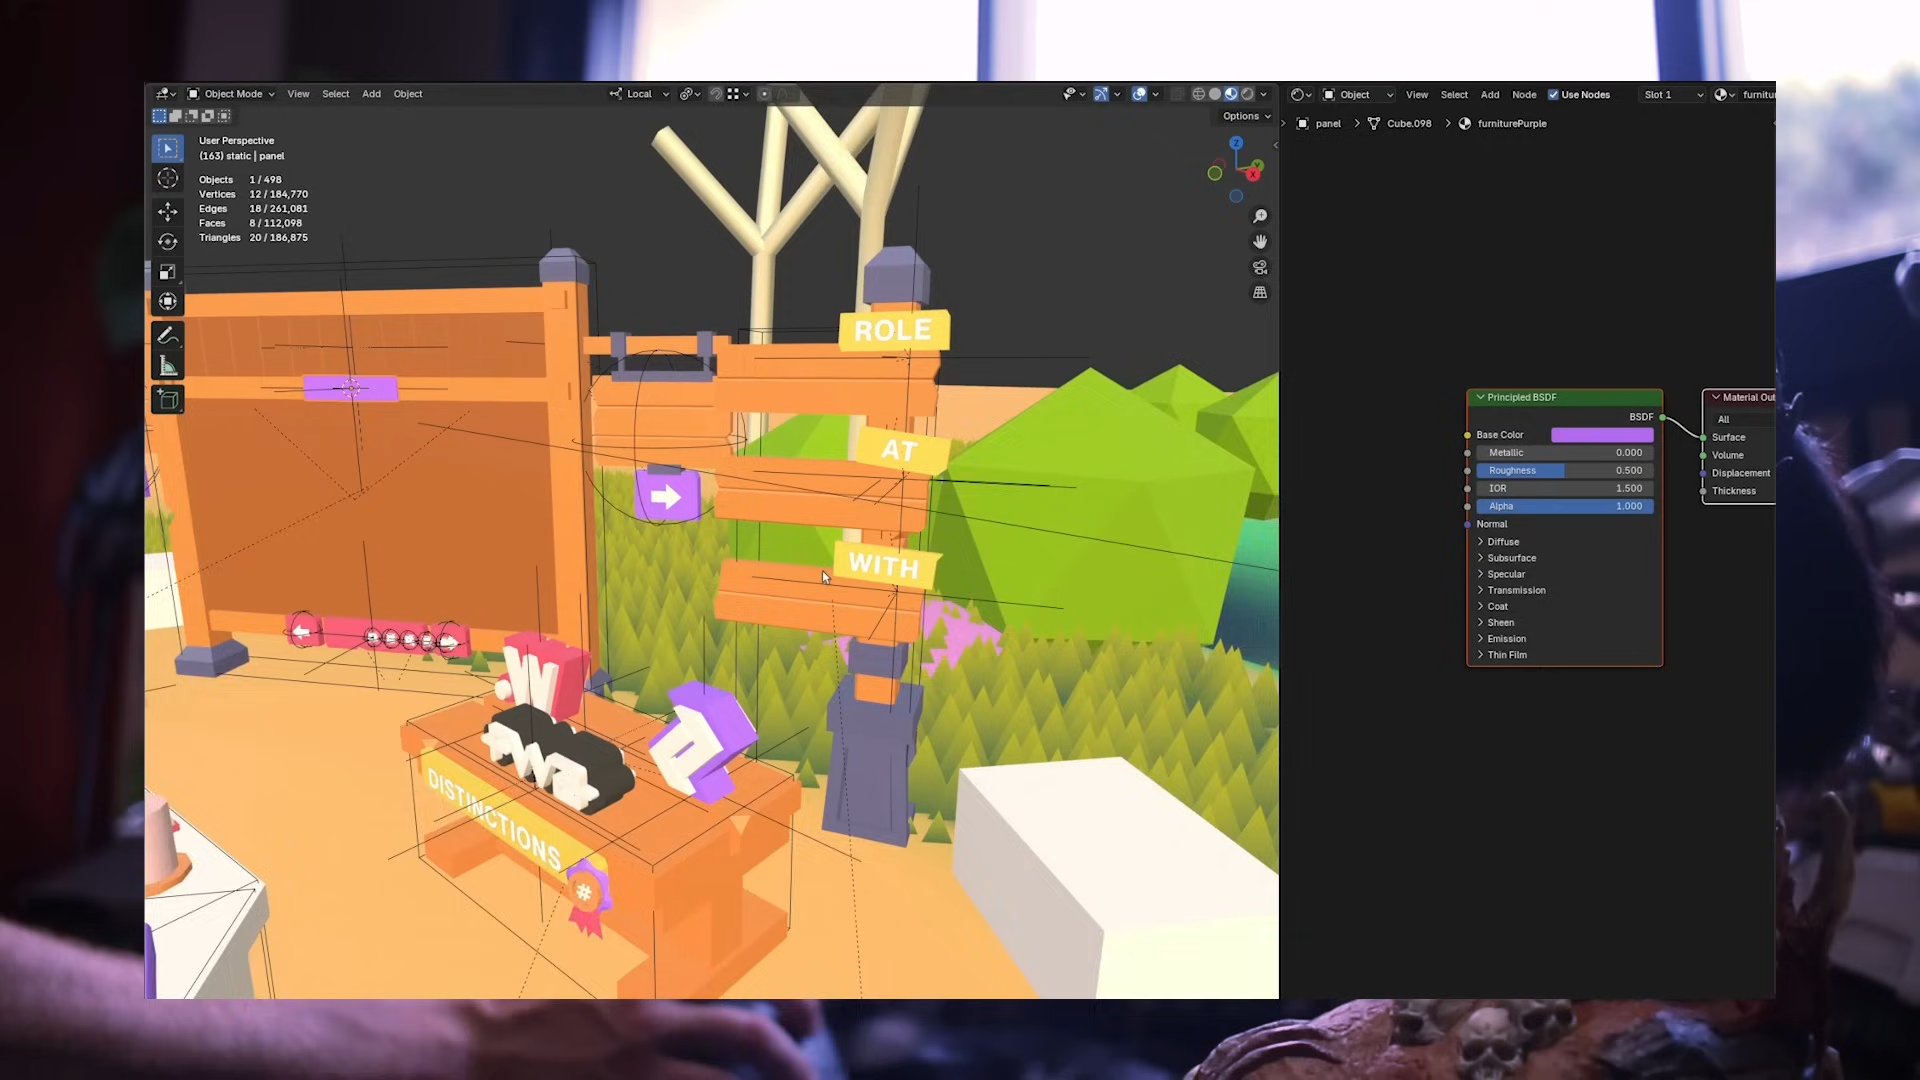 Object Mode View Select Add Object Local
Object View Select Add Node Use Nodes Slot 1 furnitur
Options
panel Cube.098 furniturePurple
User Perspective
(163) static | panel
Objects 1 / 498
Vertices 12 / 184,770
Edges 18 / 261,081
Faces 8 / 112,098
Triangles 20 / 186,875
Z
Y
X
ROLE
AT
WITH
W
FWA
DISTINCTIONS
#
Principled BSDF
BSDF
Base Color
Metallic 0.000
Roughness 0.500
IOR 1.500
Alpha 1.000
Normal
Diffuse
Subsurface
Specular
Transmission
Coat
Sheen
Emission
Thin Film
Material Out
All
Surface
Volume
Displacement
Thickness